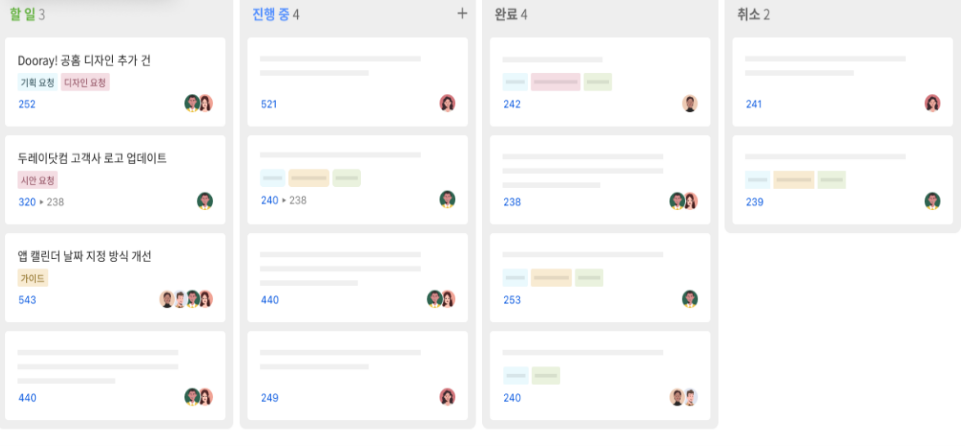 할 일 3
Dooray! 공홈 디자인 추가 건
기획 요청 디자인 요청
252
두레이닷컴 고객사 로고 업데이트
시안 요청
320 ▸ 238
앱 캘린더 날짜 지정 방식 개선
가이드
543
440
진행 중 4 +
521
240 ▸ 238
440
249
완료 4
242
238
253
240
취소 2
241
239